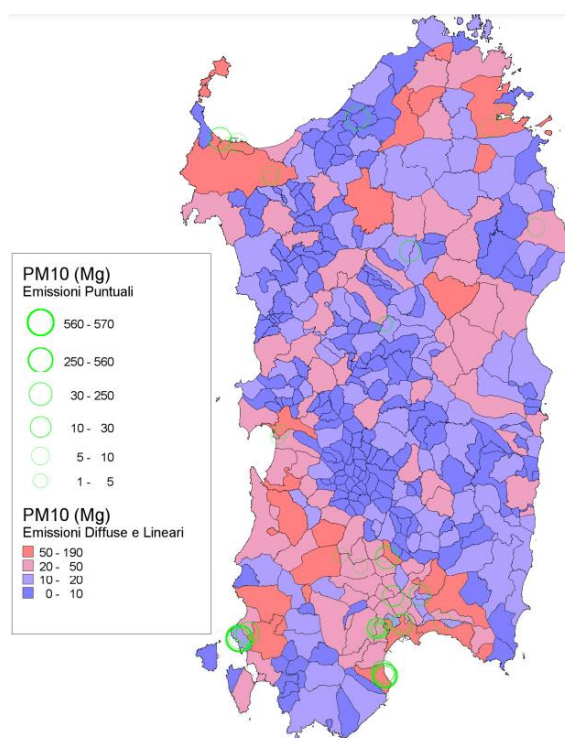 PM10 (Mg)
Emissioni Puntuali
560 - 570
250 - 560
30 - 250
10 - 30
5 - 10
1 - 5
PM10 (Mg)
Emissioni Diffuse e Lineari
50 - 190
20 - 50
10 - 20
0 - 10